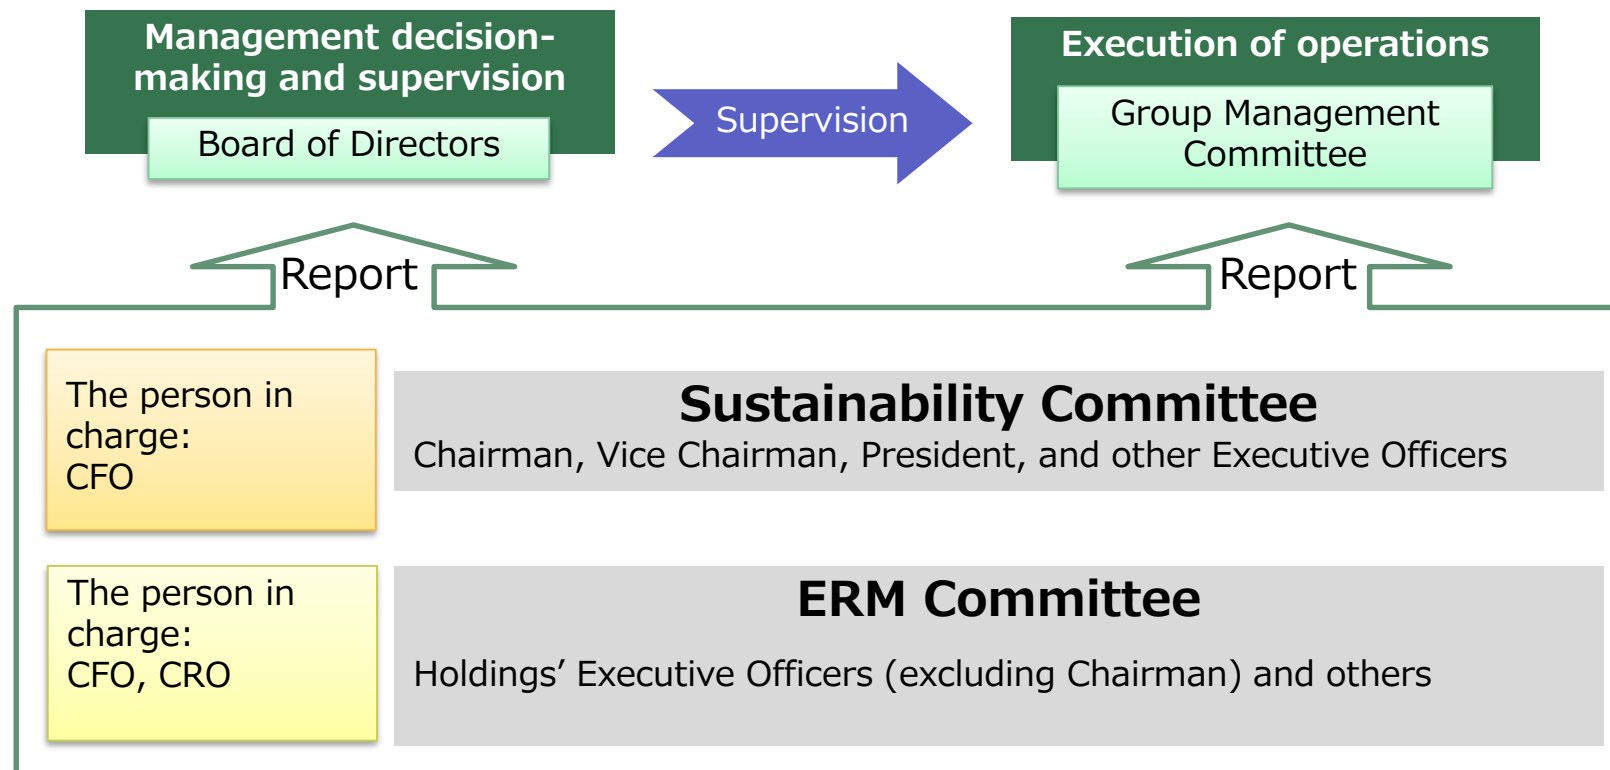 Management decision-
making and supervision
Board of Directors
Supervision
Execution of operations
Group Management
Committee
Report
Report
The person in
charge:
CFO
Sustainability Committee
Chairman, Vice Chairman, President, and other Executive Officers
The person in
charge:
CFO, CRO
ERM Committee
Holdings’ Executive Officers (excluding Chairman) and others